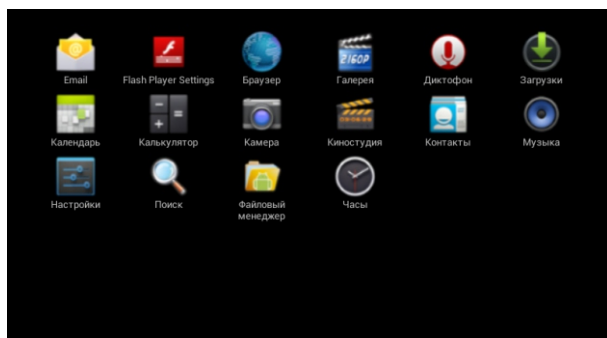 2160P
Email
Flash Player Settings
Браузер
Галерея
Диктофон
Загрузки
Календарь
Калькулятор
Камера
Киностудия
Контакты
Музыка
Настройки
Поиск
Файловый
менеджер
Часы